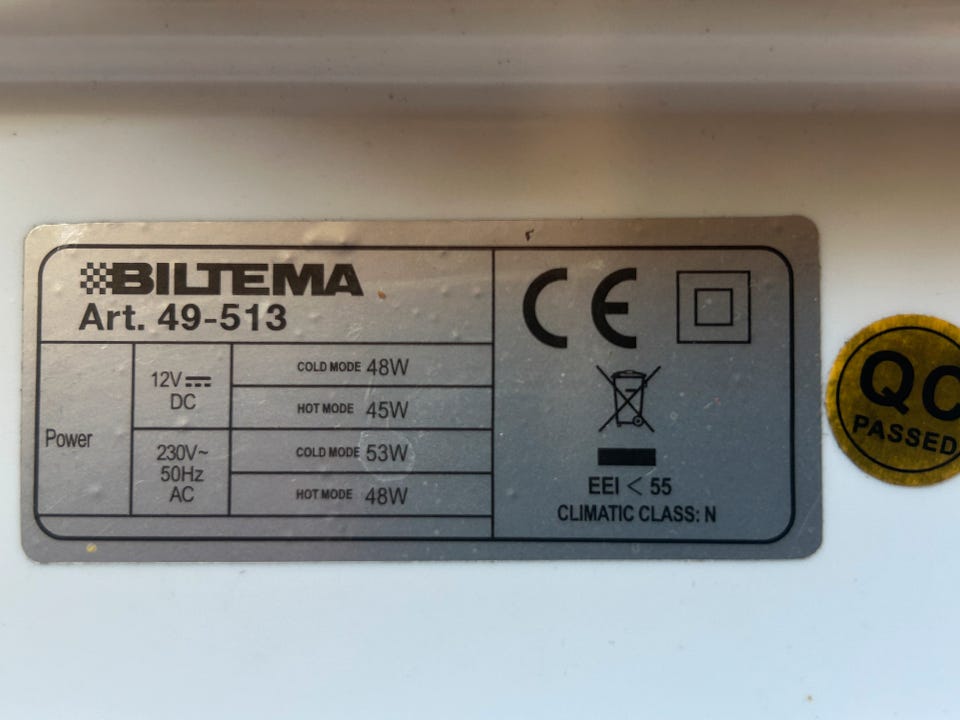 BILTEMA
Art. 49-513
Power
12V
DC
COLD MODE 48W
HOT MODE 45W
230V~
50Hz
AC
COLD MODE 53W
HOT MODE 48W
CE
EEI < 55
CLIMATIC CLASS: N
QC
PASSED